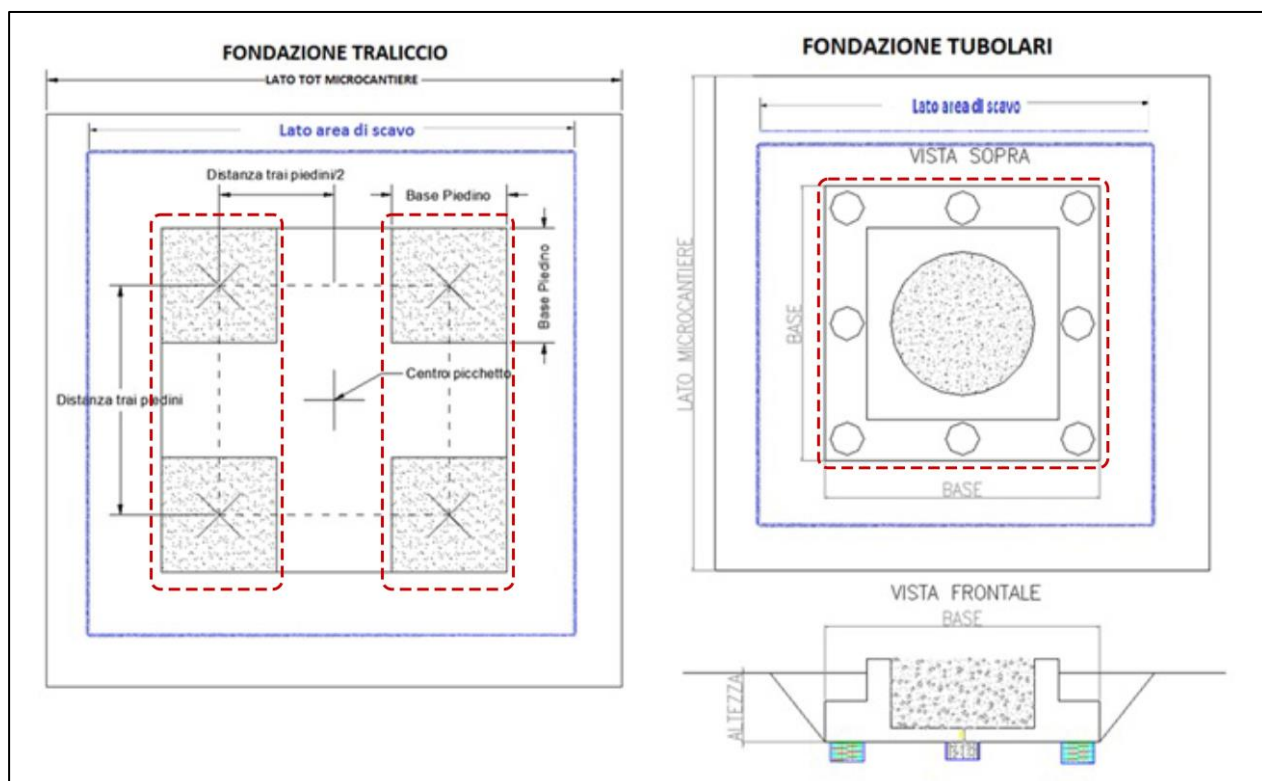 FONDAZIONE TRALICCIO
LATO TOT MICROCANTIERE
Lato area di scavo
Distanza trai piedini/2
Base Piedino
Base Piedino
Centro picchetto
Distanza trai piedini
FONDAZIONE TUBOLARI
Lato area di scavo
VISTA SOPRA
LATO MICROCANTIERE
BASE
BASE
VISTA FRONTALE
BASE
ALTEZZA